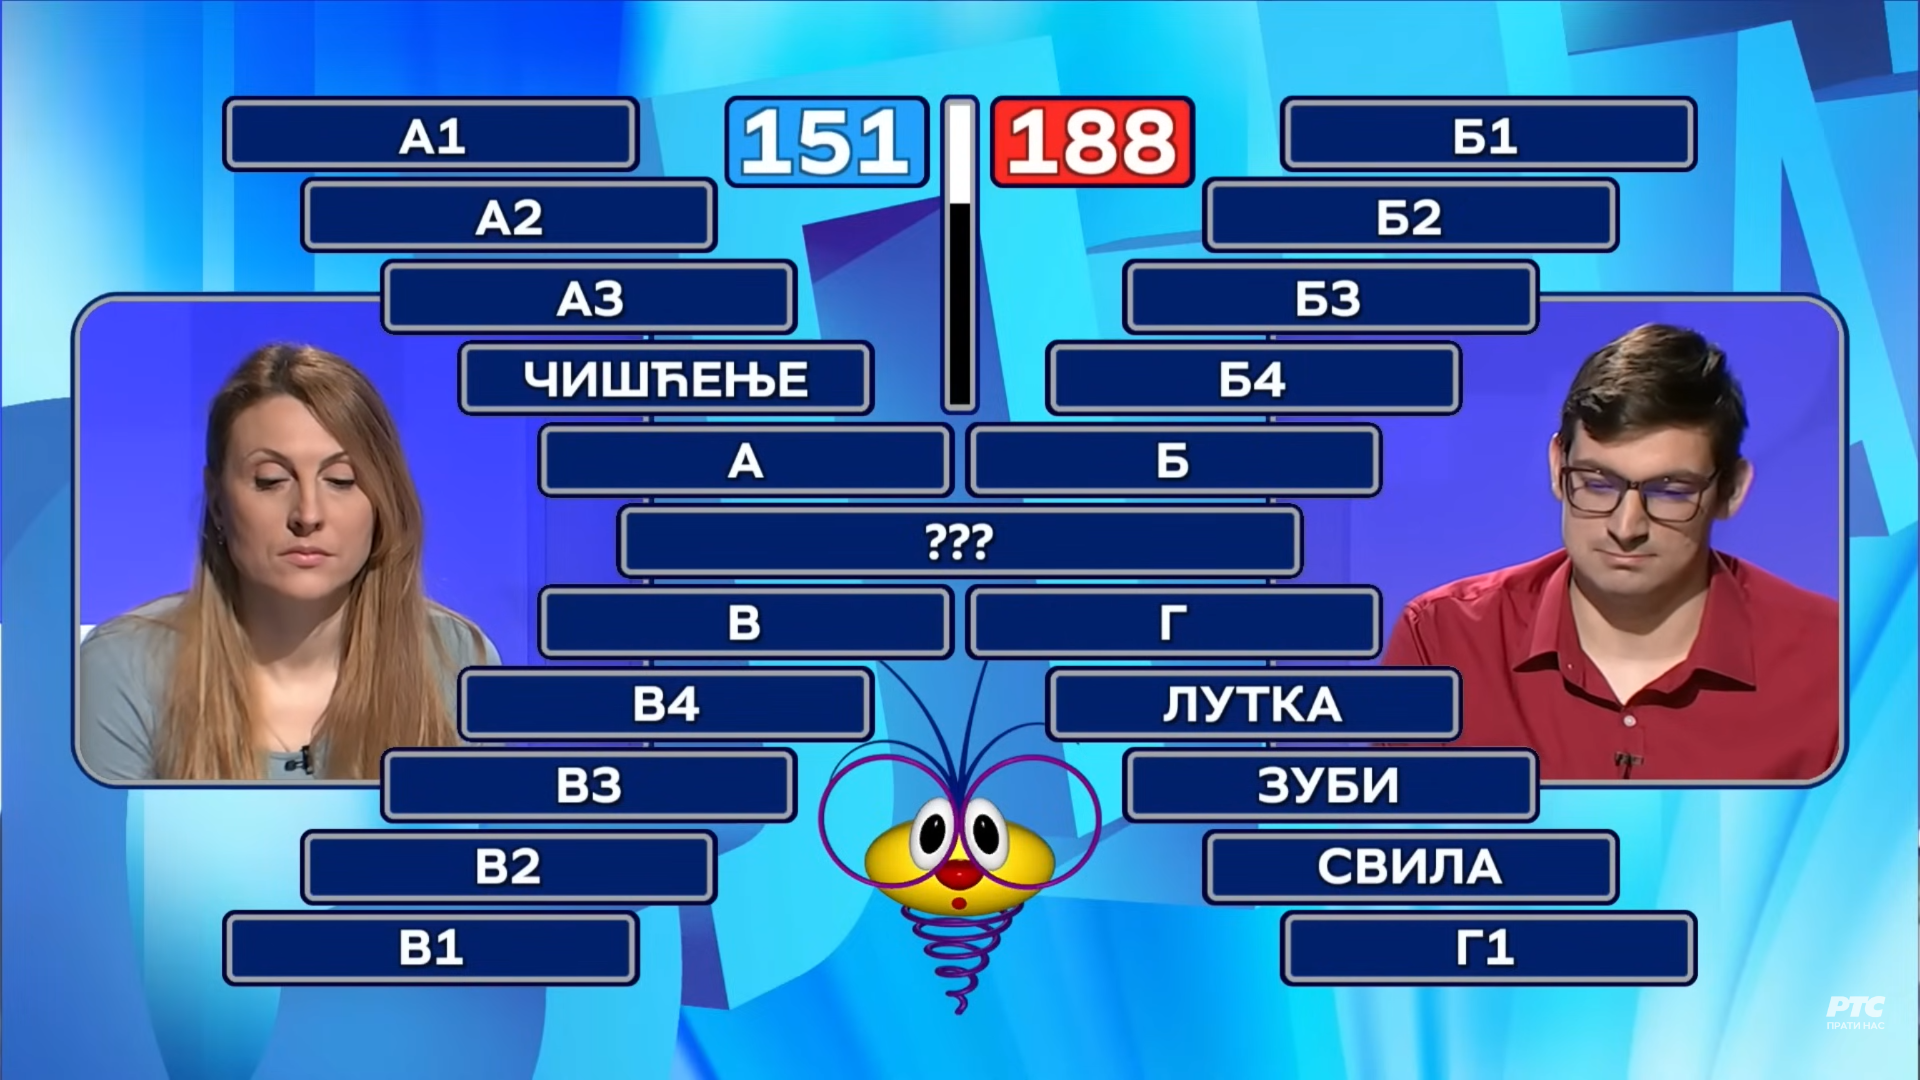 А1
151
188
Б1
А2
Б2
А3
Б3
ЧИШЋЕЊЕ
Б4
А
Б
???
В
Г
В4
ЛУТКА
В3
ЗУБИ
В2
СВИЛА
В1
Г1
РТС
ПРАТИ НАС